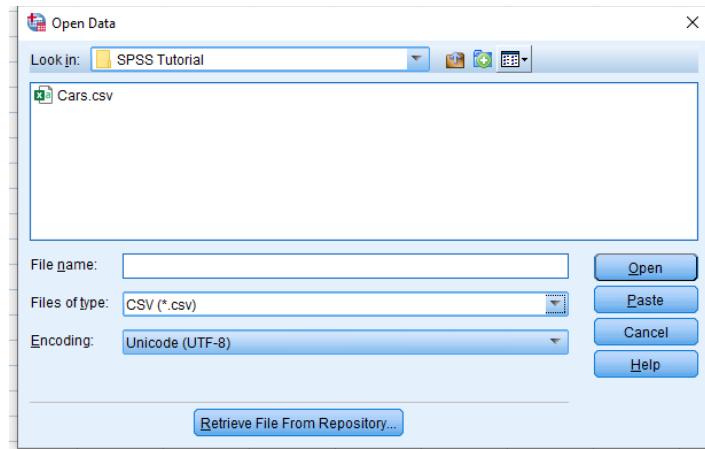 Open Data
Look in: SPSS Tutorial
Cars.csv
File name:
Open
Files of type: CSV (*.csv)
Paste
Encoding: Unicode (UTF-8)
Cancel
Help
Retrieve File From Repository...